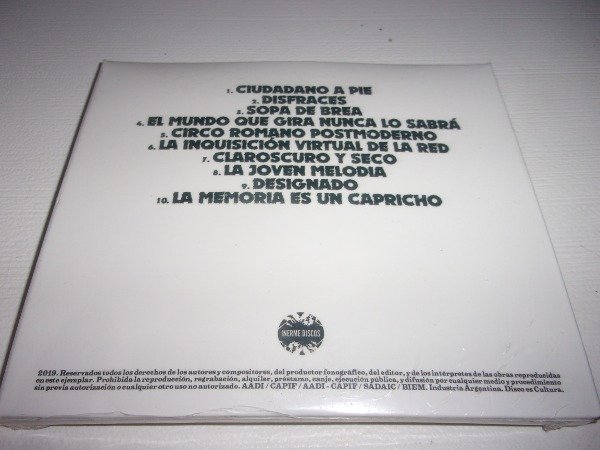 1. CIUDADANO A PIE
2. DISFRACES
3. SOPA DE BREA
4. EL MUNDO QUE GIRA NUNCA LO SABRÁ
5. CIRCO ROMANO POSTMODERNO
6. LA INQUISICIÓN VIRTUAL DE LA RED
7. CLAROSCURO Y SECO
8. LA JOVEN MELODIA
9. DESIGNADO
10. LA MEMORIA ES UN CAPRICHO
INERME DISCOS
2019. Reservados todos los derechos de los autores y compositores, del productor fonográfico, del editor, y de los intérpretes de las obras reproducidas
en este ejemplar. Prohibida la reproducción, regrabación, alquiler, préstamo, canje, ejecución pública, y difusión por cualquier medio y procedimiento
sin previa autorización o cualquier otro uso no autorizado. AADI / CAPIF / AADI - CAPIF / SADAIC / BIEM. Industria Argentina. Disco es Cultura.